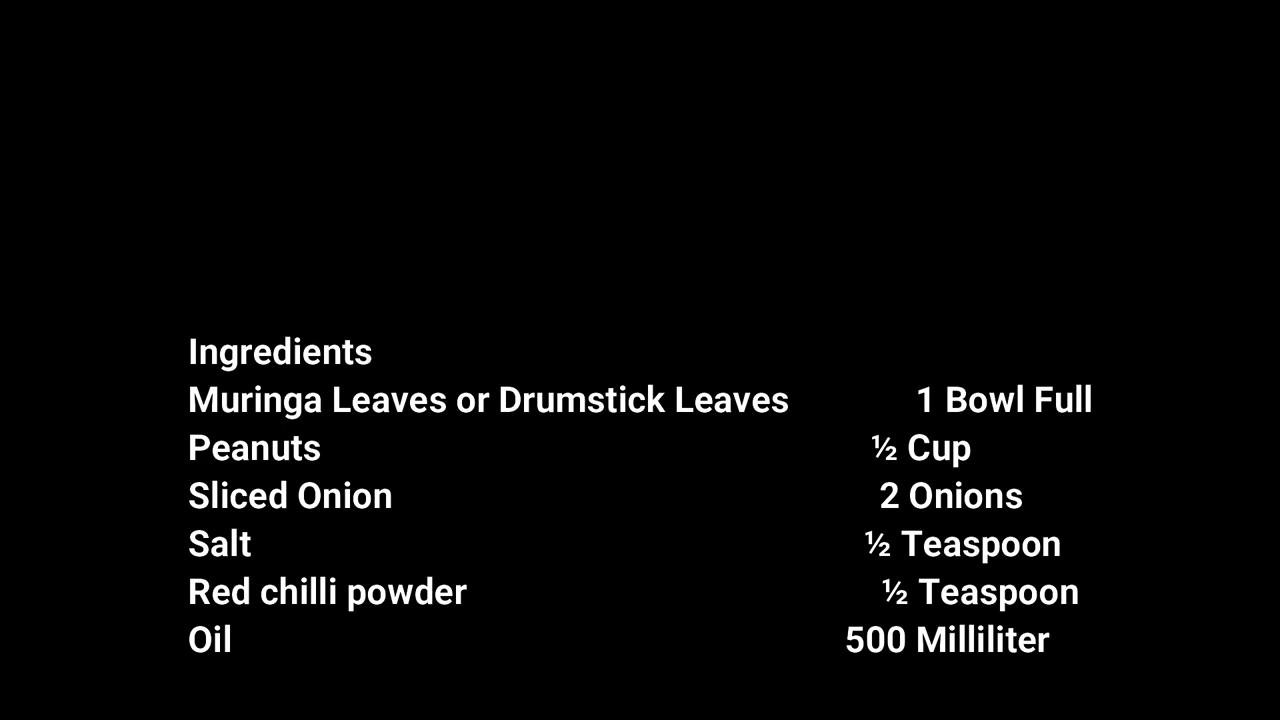 Ingredients
Muringa Leaves or Drumstick Leaves 1 Bowl Full
Peanuts ½ Cup
Sliced Onion 2 Onions
Salt ½ Teaspoon
Red chilli powder ½ Teaspoon
Oil 500 Milliliter